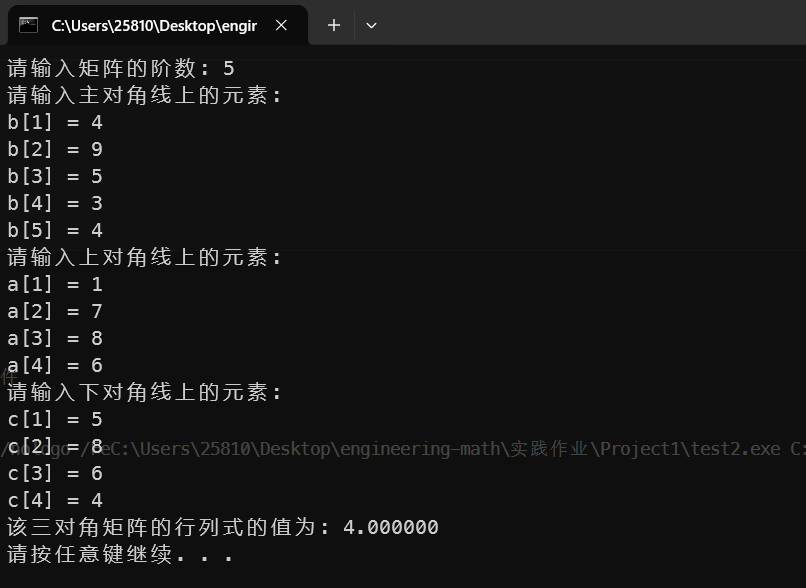 C:\Users\25810\Desktop\engir
请输入矩阵的阶数: 5
请输入主对角线上的元素:
b[1] = 4
b[2] = 9
b[3] = 5
b[4] = 3
b[5] = 4
请输入上对角线上的元素:
a[1] = 1
a[2] = 7
a[3] = 8
a[4] = 6
件
请输入下对角线上的元素:
c[1] = 5
c[2] = 8
C:\Users\25810\Desktop\engineering-math\实践作业\Project1\test2.exe C:
c[3] = 6
c[4] = 4
该三对角矩阵的行列式的值为: 4.000000
请按任意键继续. . .